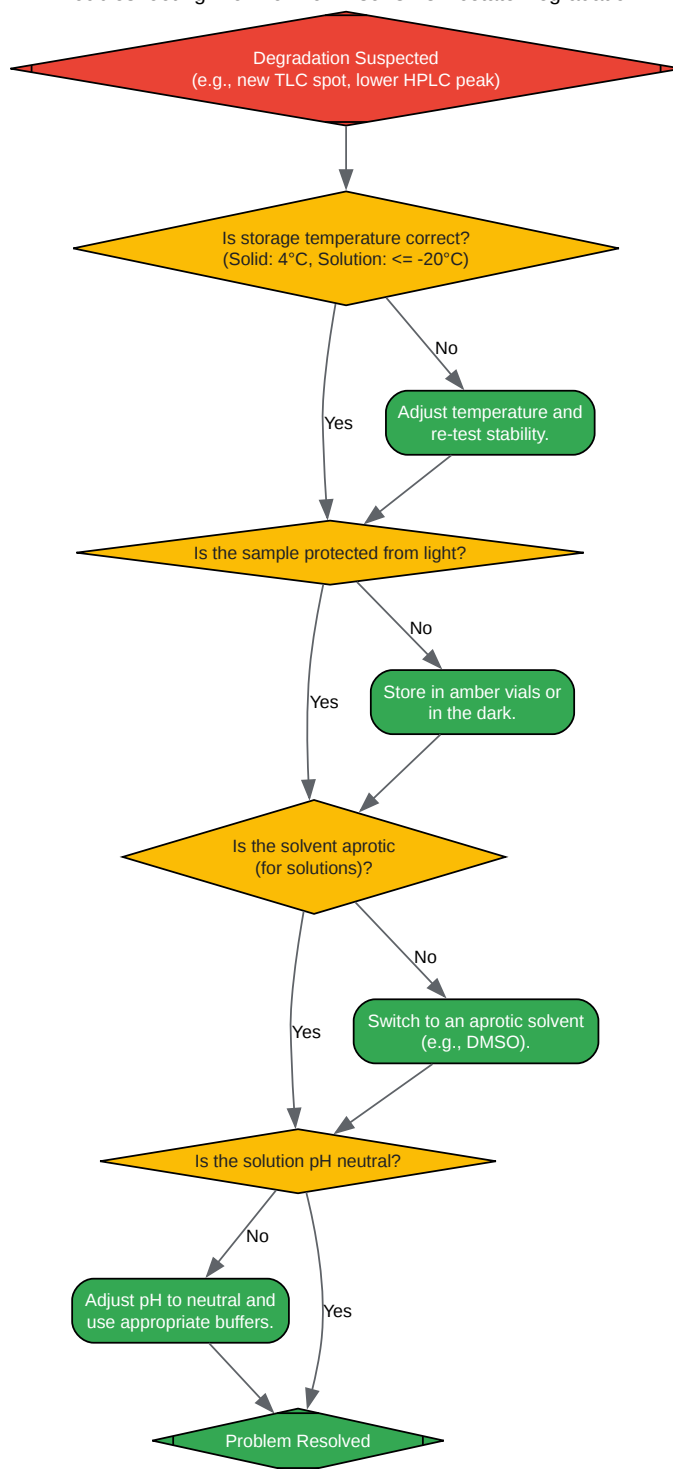 Degradation Suspected
(e.g., new TLC spot, lower HPLC peak)
Is storage temperature correct?
(Solid: 4°C, Solution: <= -20°C)
No
Adjust temperature and
re-test stability.
Yes
Is the sample protected from light?
No
Store in amber vials or
in the dark.
Yes
Is the solvent aprotic
(for solutions)?
No
Switch to an aprotic solvent
(e.g., DMSO).
Yes
Is the solution pH neutral?
No
Adjust pH to neutral and
use appropriate buffers.
Yes
Problem Resolved